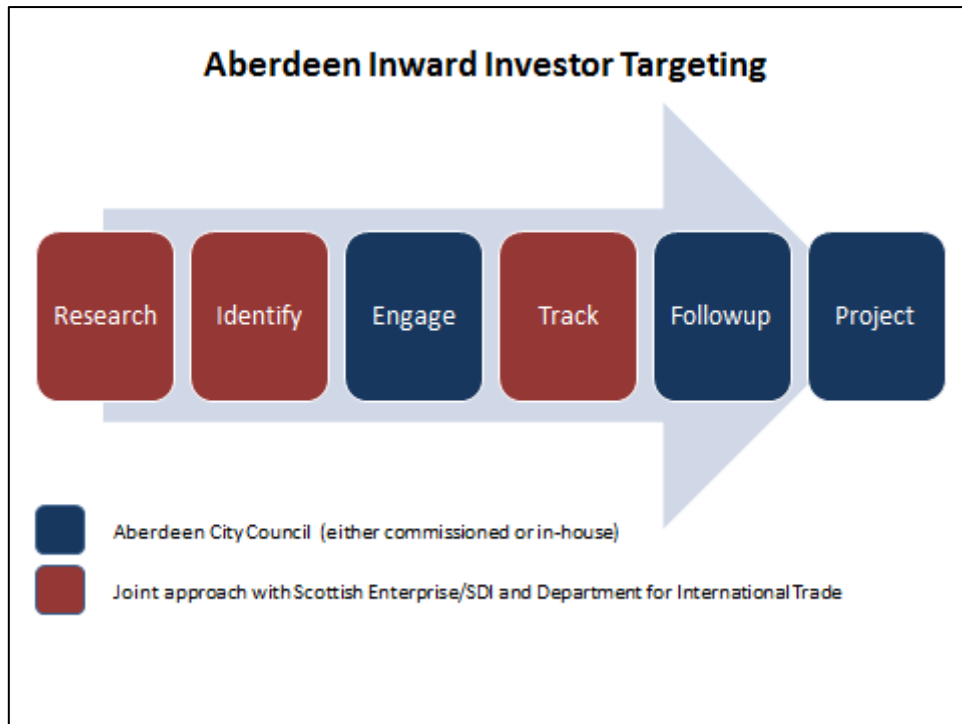 Aberdeen Inward Investor Targeting
Research
Identify
Engage
Track
Followup
Project
Aberdeen City Council (either commissioned or in-house)
Joint approach with Scottish Enterprise/SDI and Department for International Trade